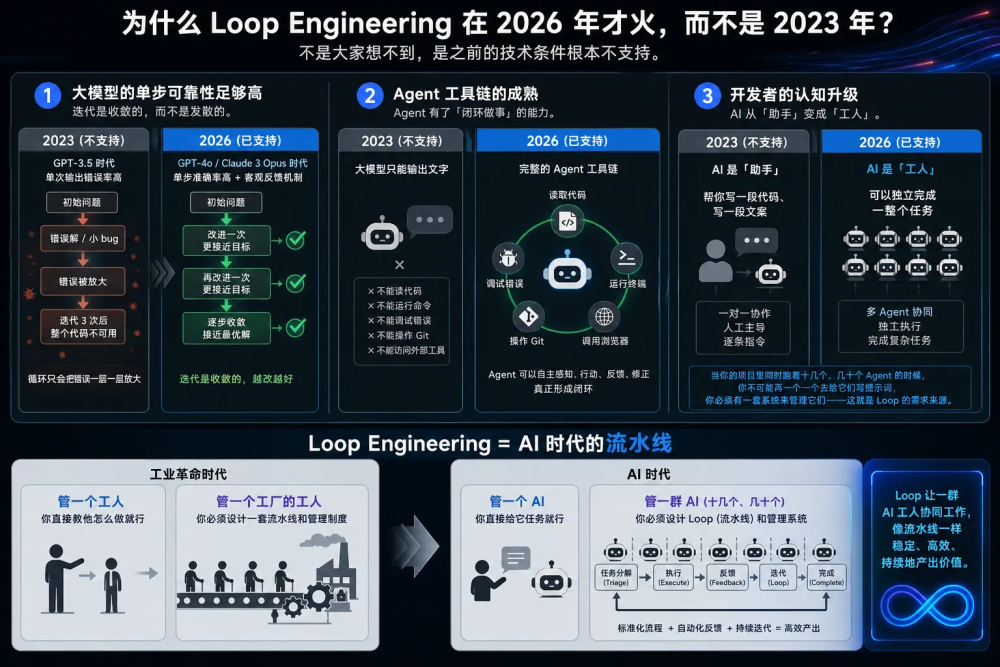 为什么 Loop Engineering 在 2026 年才火，而不是 2023 年？
不是大家想不到，是之前的技术条件根本不支持。
1
大模型的单步可靠性足够高
迭代是收敛的，而不是发散的。
2023 (不支持)
GPT-3.5 时代
单次输出错误率高
初始问题
错误解 / 小 bug
错误被放大
迭代 3 次后
整个代码不可用
循环只会把错误一层一层放大
2026 (已支持)
GPT-4o / Claude 3 Opus 时代
单步准确率高 + 客观反馈机制
初始问题
改进一次
更接近目标
再改进一次
更接近目标
逐步收敛
接近最优解
迭代是收敛的，越改越好
2
Agent 工具链的成熟
Agent 有了「闭环做事」的能力。
2023 (不支持)
大模型只能输出文字
×不能读代码
×不能运行命令
×不能调试错误
×不能操作 Git
×不能访问外部工具
2026 (已支持)
完整的 Agent 工具链
读取代码
调试错误
运行终端
操作 Git
调用浏览器
Agent 可以自主感知、行动、反馈、修正
真正形成闭环
3
开发者的认知升级
AI 从「助手」变成「工人」。
2023 (不支持)
AI 是「助手」
帮你写一段代码、
写一段文案
一对一协作
人工主导
逐条指令
2026 (已支持)
AI 是「工人」
可以独立完成
一整个任务
多 Agent 协同
独立执行
完成复杂任务
当你的项目里同时跑着十几个、几十个 Agent 的时候，
你不可能再一个一个去给它们写提示词，
你必须有一套系统来管理它们——这就是 Loop 的需求来源。
Loop Engineering = AI 时代的流水线
工业革命时代
管一个工人
你直接教他怎么做就行
管一个工厂的工人
你必须设计一套流水线和管理制度
AI 时代
管一个 AI
你直接给它任务就行
管一群 AI (十几个、几十个)
你必须设计 Loop (流水线) 和管理系统
任务分解
(Triage)
执行
(Execute)
反馈
(Feedback)
迭代
(Loop)
完成
(Complete)
标准化流程 + 自动化反馈 + 持续迭代 = 高效产出
Loop 让一群
AI 工人协同工作，
像流水线一样
稳定、高效、
持续地产出价值。